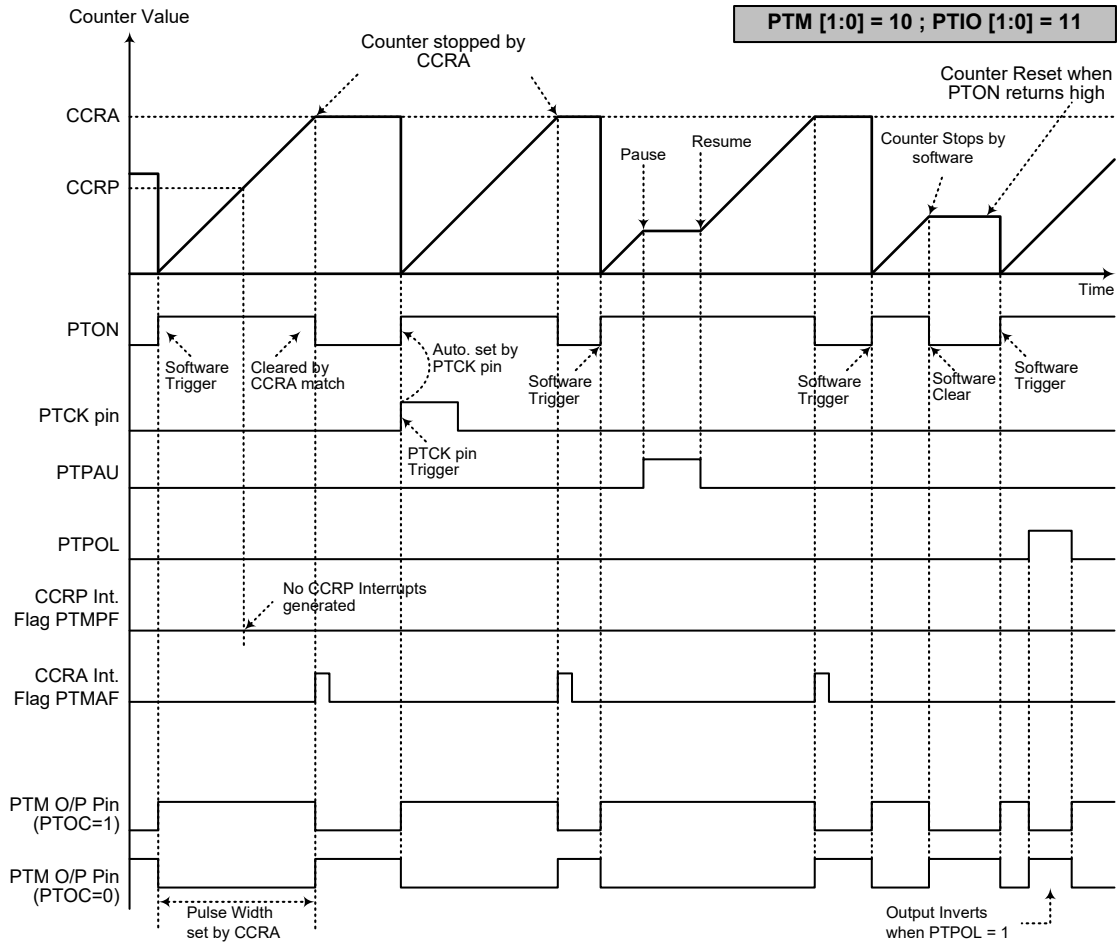 Counter Value
PTM [1:0] = 10 ; PTIO [1:0] = 11
Counter stopped by
CCRA
Counter Reset when
PTON returns high
CCRA
CCRP
Pause
Resume
Counter Stops by
software
Time
PTON
Software
Trigger
Cleared by
CCRA match
Auto. set by
PTCK pin
Software
Trigger
Software
Trigger
Software
Clear
Software
Trigger
PTCK pin
PTCK pin
Trigger
PTPAU
PTPOL
CCRP Int.
Flag PTMPF
No CCRP Interrupts
generated
CCRA Int.
Flag PTMAF
PTM O/P Pin
(PTOC=1)
PTM O/P Pin
(PTOC=0)
Pulse Width
set by CCRA
Output Inverts
when PTPOL = 1